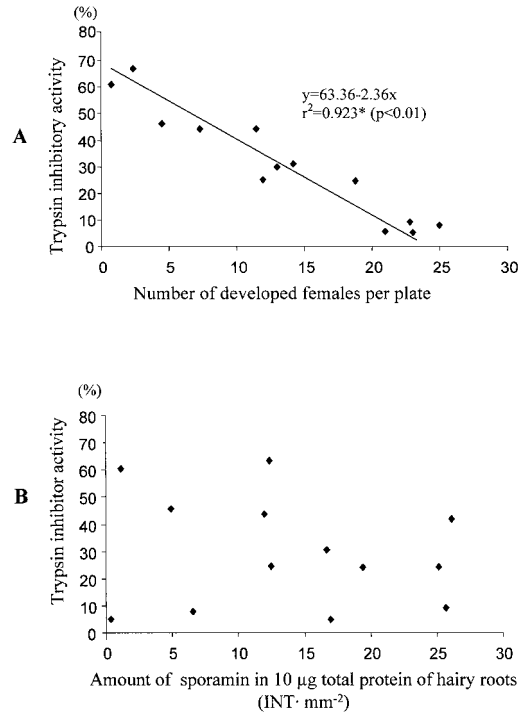 (%)
80
70
60
50
40
30
20
10
0
A
Trypsin inhibitory activity
y=63.36-2.36x
r²=0.923* (p<0.01)
0 5 10 15 20 25 30
Number of developed females per plate
(%)
80
70
60
50
40
30
20
10
0
B
Trypsin inhibitor activity
0 5 10 15 20 25 30
Amount of sporamin in 10 µg total protein of hairy roots
(INT· mm⁻²)